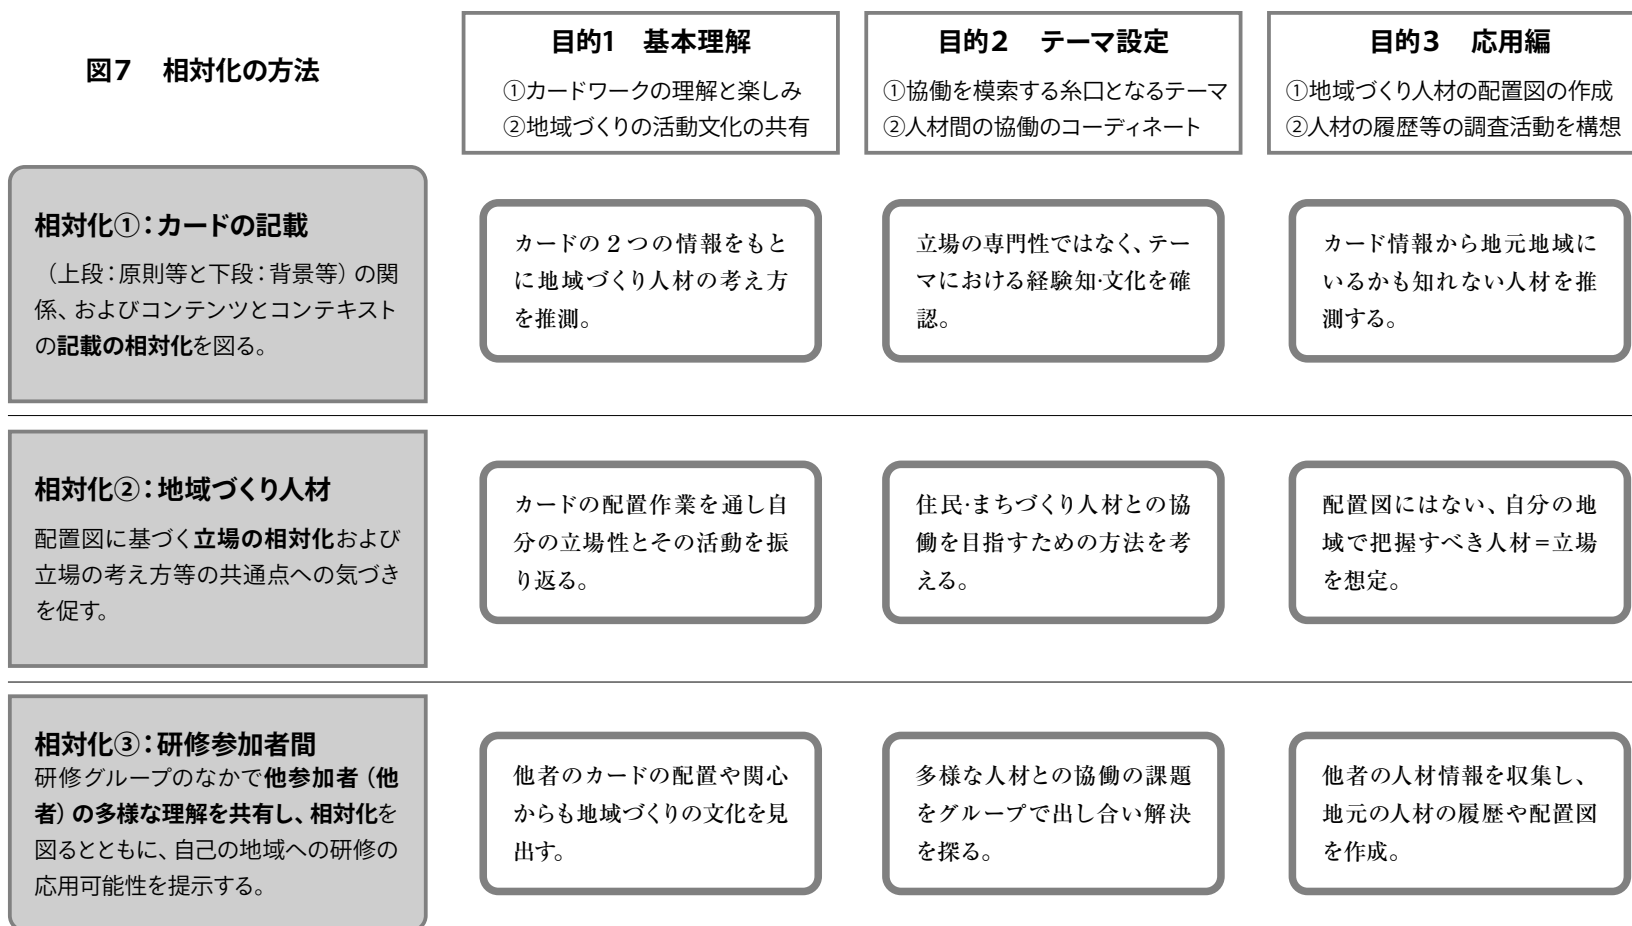 図7　相対化の方法
目的1　基本理解
①カードワークの理解と楽しみ
②地域づくりの活動文化の共有
目的2　テーマ設定
①協働を模索する糸口となるテーマ
②人材間の協働のコーディネート
目的3　応用編
①地域づくり人材の配置図の作成
②人材の履歴等の調査活動を構想
相対化①：カードの記載
（上段：原則等と下段：背景等）の関
係、およびコンテンツとコンテキスト
の記載の相対化を図る。
カードの2つの情報をもと
に地域づくり人材の考え方
を推測。
立場の専門性ではなく、テー
マにおける経験知・文化を確
認。
カード情報から地元地域に
いるかも知れない人材を推
測する。
相対化②：地域づくり人材
配置図に基づく立場の相対化および
立場の考え方等の共通点への気づき
を促す。
カードの配置作業を通し自
分の立場性とその活動を振
り返る。
住民・まちづくり人材との協
働を目指すための方法を考
える。
配置図にはない、自分の地
域で把握すべき人材=立場
を想定。
相対化③：研修参加者間
研修グループのなかで他参加者（他
者）の多様な理解を共有し、相対化を
図るとともに、自己の地域への研修の
応用可能性を提示する。
他者のカードの配置や関心
からも地域づくりの文化を見
出す。
多様な人材との協働の課題
をグループで出し合い解決
を探る。
他者の人材情報を収集し、
地元の人材の履歴や配置図
を作成。